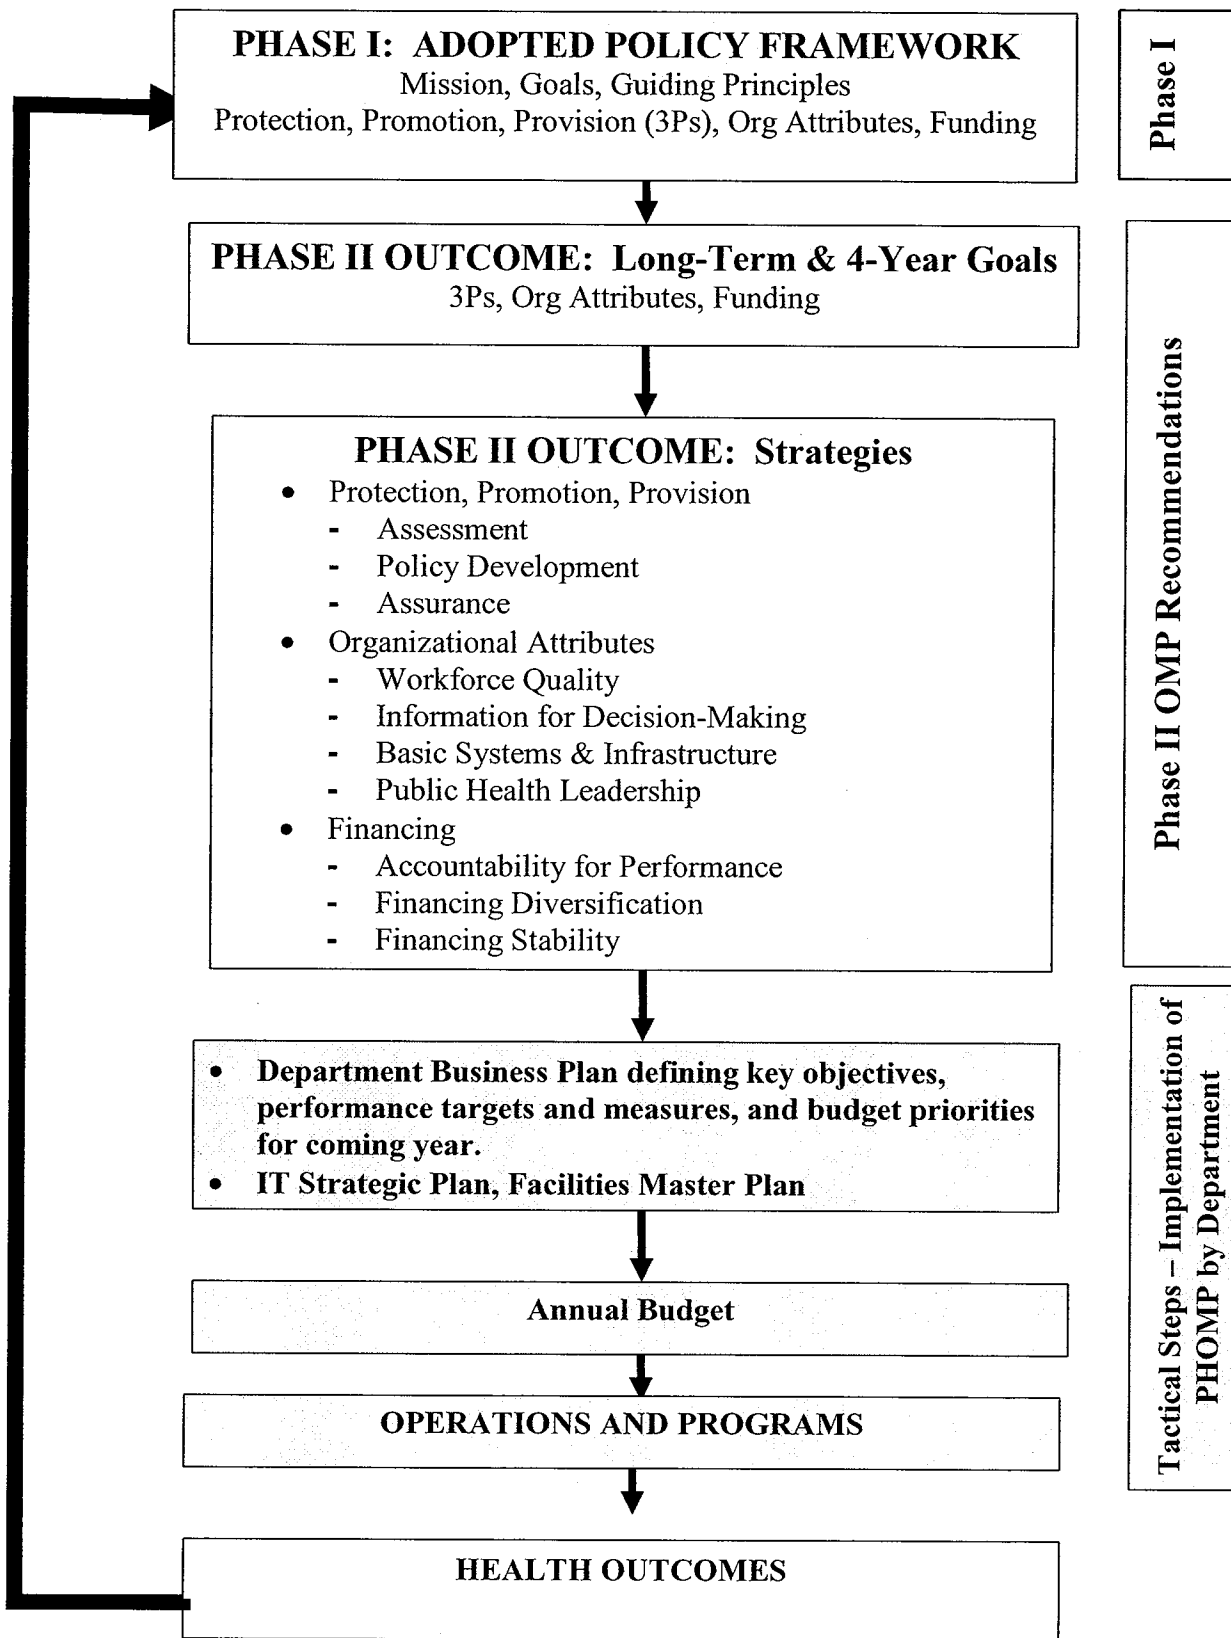 PHASE I: ADOPTED POLICY FRAMEWORK
Mission, Goals, Guiding Principles
Protection, Promotion, Provision (3Ps), Org Attributes, Funding
Phase I
PHASE II OUTCOME: Long-Term & 4-Year Goals
3Ps, Org Attributes, Funding
PHASE II OUTCOME: Strategies
• Protection, Promotion, Provision
- Assessment
- Policy Development
- Assurance
• Organizational Attributes
- Workforce Quality
- Information for Decision-Making
- Basic Systems & Infrastructure
- Public Health Leadership
• Financing
- Accountability for Performance
- Financing Diversification
- Financing Stability
Phase II OMP Recommendations
• Department Business Plan defining key objectives,
performance targets and measures, and budget priorities
for coming year.
• IT Strategic Plan, Facilities Master Plan
Annual Budget
OPERATIONS AND PROGRAMS
Tactical Steps – Implementation of
PHOMP by Department
HEALTH OUTCOMES